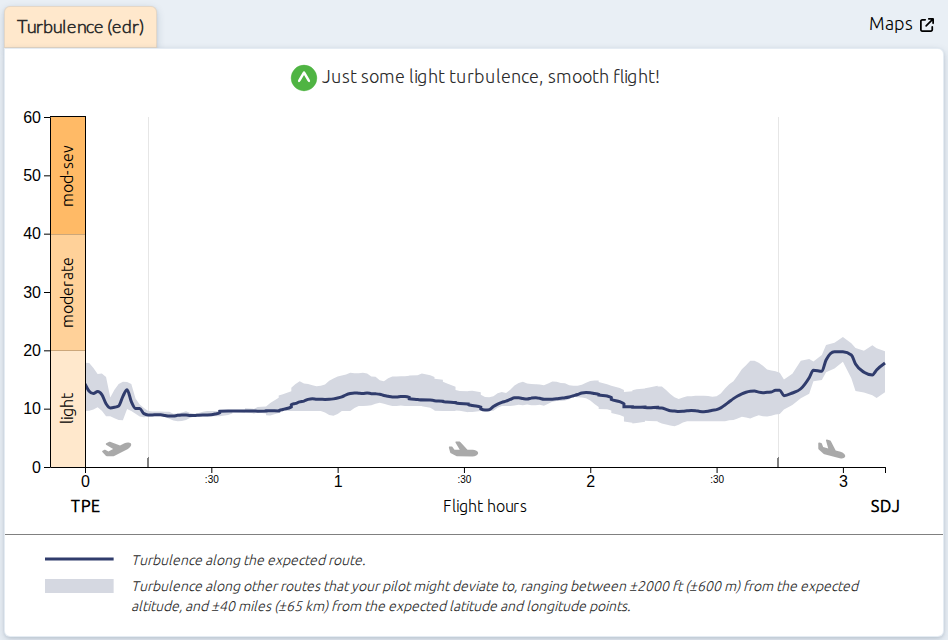 Turbulence (edr)
Maps
Just some light turbulence, smooth flight!
60
50
40
30
20
10
0
mod-sev
moderate
light
0
:30
1
:30
2
:30
3
TPE
Flight hours
SDJ
Turbulence along the expected route.
Turbulence along other routes that your pilot might deviate to, ranging between ±2000 ft (±600 m) from the expected
altitude, and ±40 miles (±65 km) from the expected latitude and longitude points.